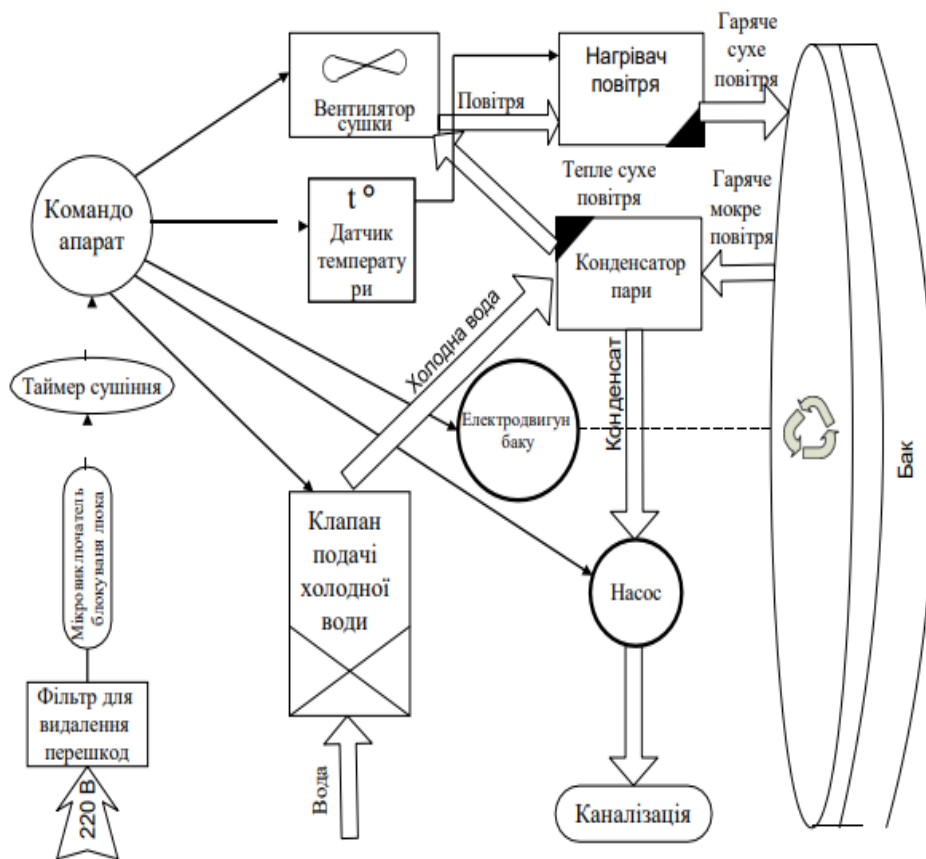 Гаряче
сухе
повітря
Нагрівач
повітря
Вентилятор
сушки
Повітря
Командо
апарат
t°
Датчик
температу
ри
Тепле сухе
повітря
Гаряче
мокре
повітря
Конденсатор
пари
Холодна вода
Конденсат
Таймер сушіння
Електродвигун
баку
Бак
Мікровиключатель
блокуваня люка
Клапан
подачі
холодної
води
Насос
Фільтр для
видалення
перешкод
220 В
Вода
Каналізація